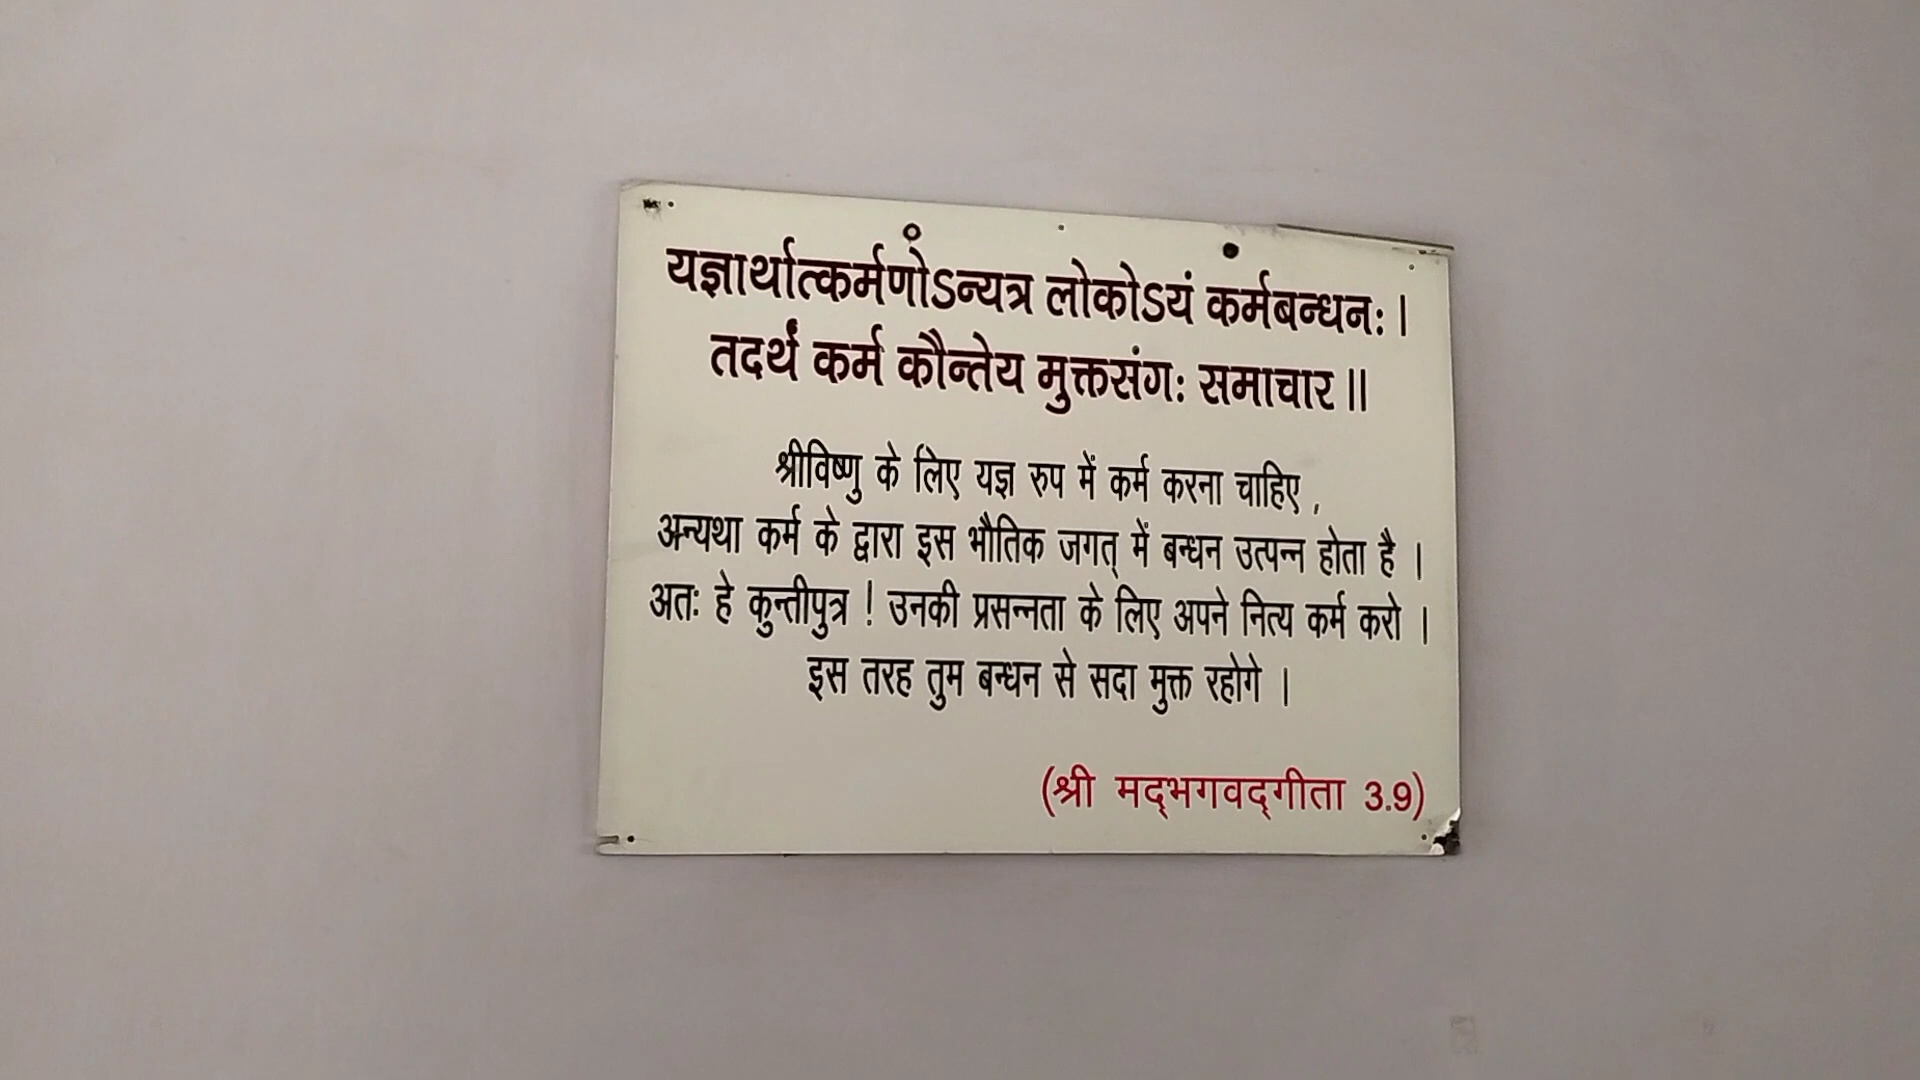 यज्ञार्थात्कर्मणोऽन्यत्र लोकोऽयं कर्मबन्धनः ।
तदर्थं कर्म कौन्तेय मुक्तसंगः समाचार ॥
श्रीविष्णु के लिए यज्ञ रुप में कर्म करना चाहिए ,
अन्यथा कर्म के द्वारा इस भौतिक जगत् में बन्धन उत्पन्न होता है ।
अतः हे कुन्तीपुत्र ! उनकी प्रसन्नता के लिए अपने नित्य कर्म करो ।
इस तरह तुम बन्धन से सदा मुक्त रहोगे ।
(श्री मद्‌भगवद्‌गीता 3.9)